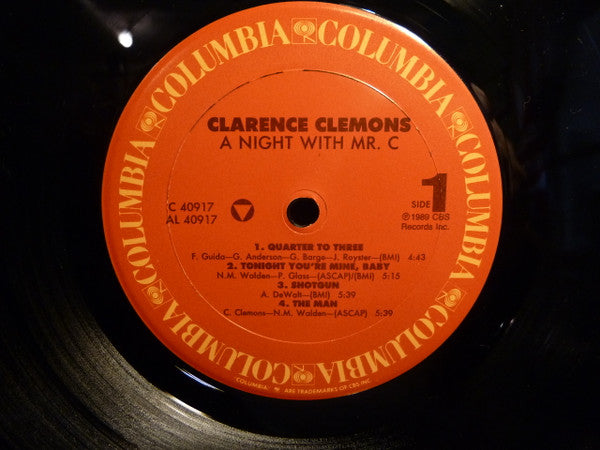 COLUMBIA COLUMBIA COLUMBIA COLUMBIA COLUMBIA COLUMBIA
CLARENCE CLEMONS
A NIGHT WITH MR. C
C 40917
AL 40917
SIDE 1
℗ 1989 CBS
Records Inc.
1. QUARTER TO THREE
F. Guida—G. Anderson—G. Barge—J. Royster—(BMI) 4:43
2. TONIGHT YOU'RE MINE, BABY
N.M. Walden—P. Glass—(ASCAP)/(BMI) 5:15
3. SHOTGUN
A. DeWalt—(BMI) 5:39
4. THE MAN
C. Clemons—N.M. Walden—(ASCAP) 5:39
"COLUMBIA," ARE TRADEMARKS OF CBS INC.